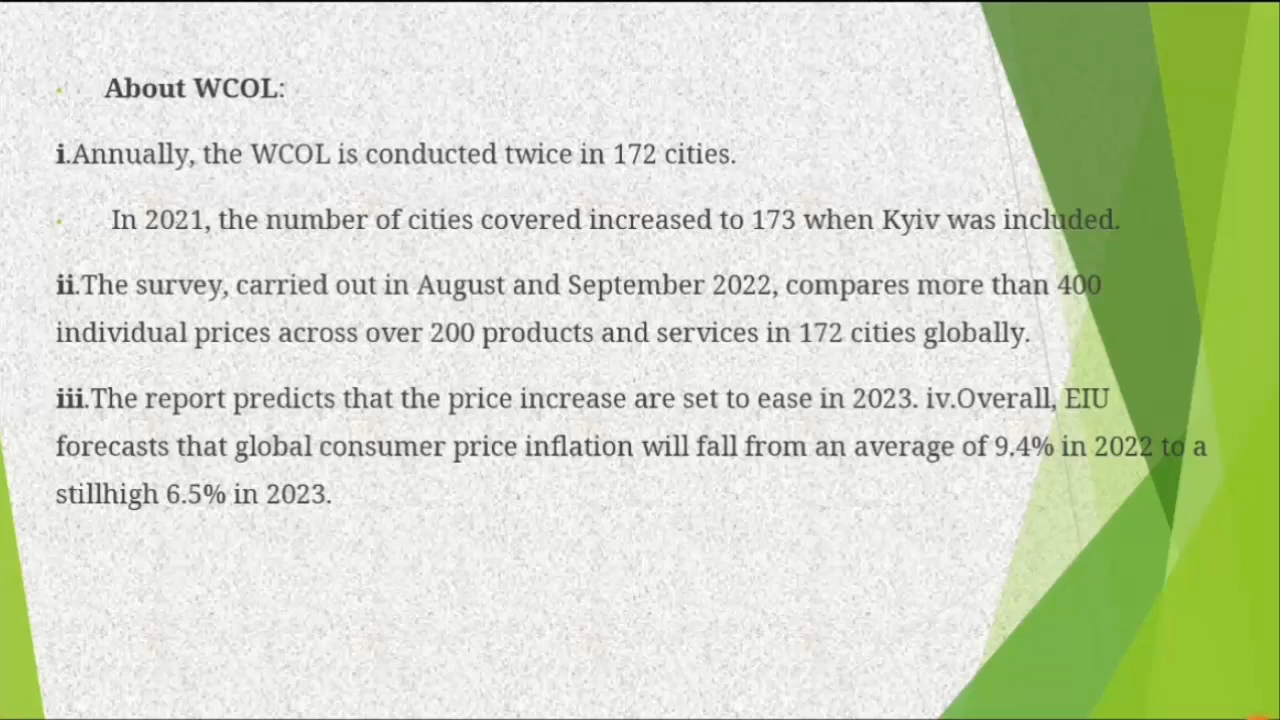 • About WCOL:
i.Annually, the WCOL is conducted twice in 172 cities.
• In 2021, the number of cities covered increased to 173 when Kyiv was included.
ii.The survey, carried out in August and September 2022, compares more than 400
individual prices across over 200 products and services in 172 cities globally.
iii.The report predicts that the price increase are set to ease in 2023. iv.Overall, EIU
forecasts that global consumer price inflation will fall from an average of 9.4% in 2022 to a
stillhigh 6.5% in 2023.